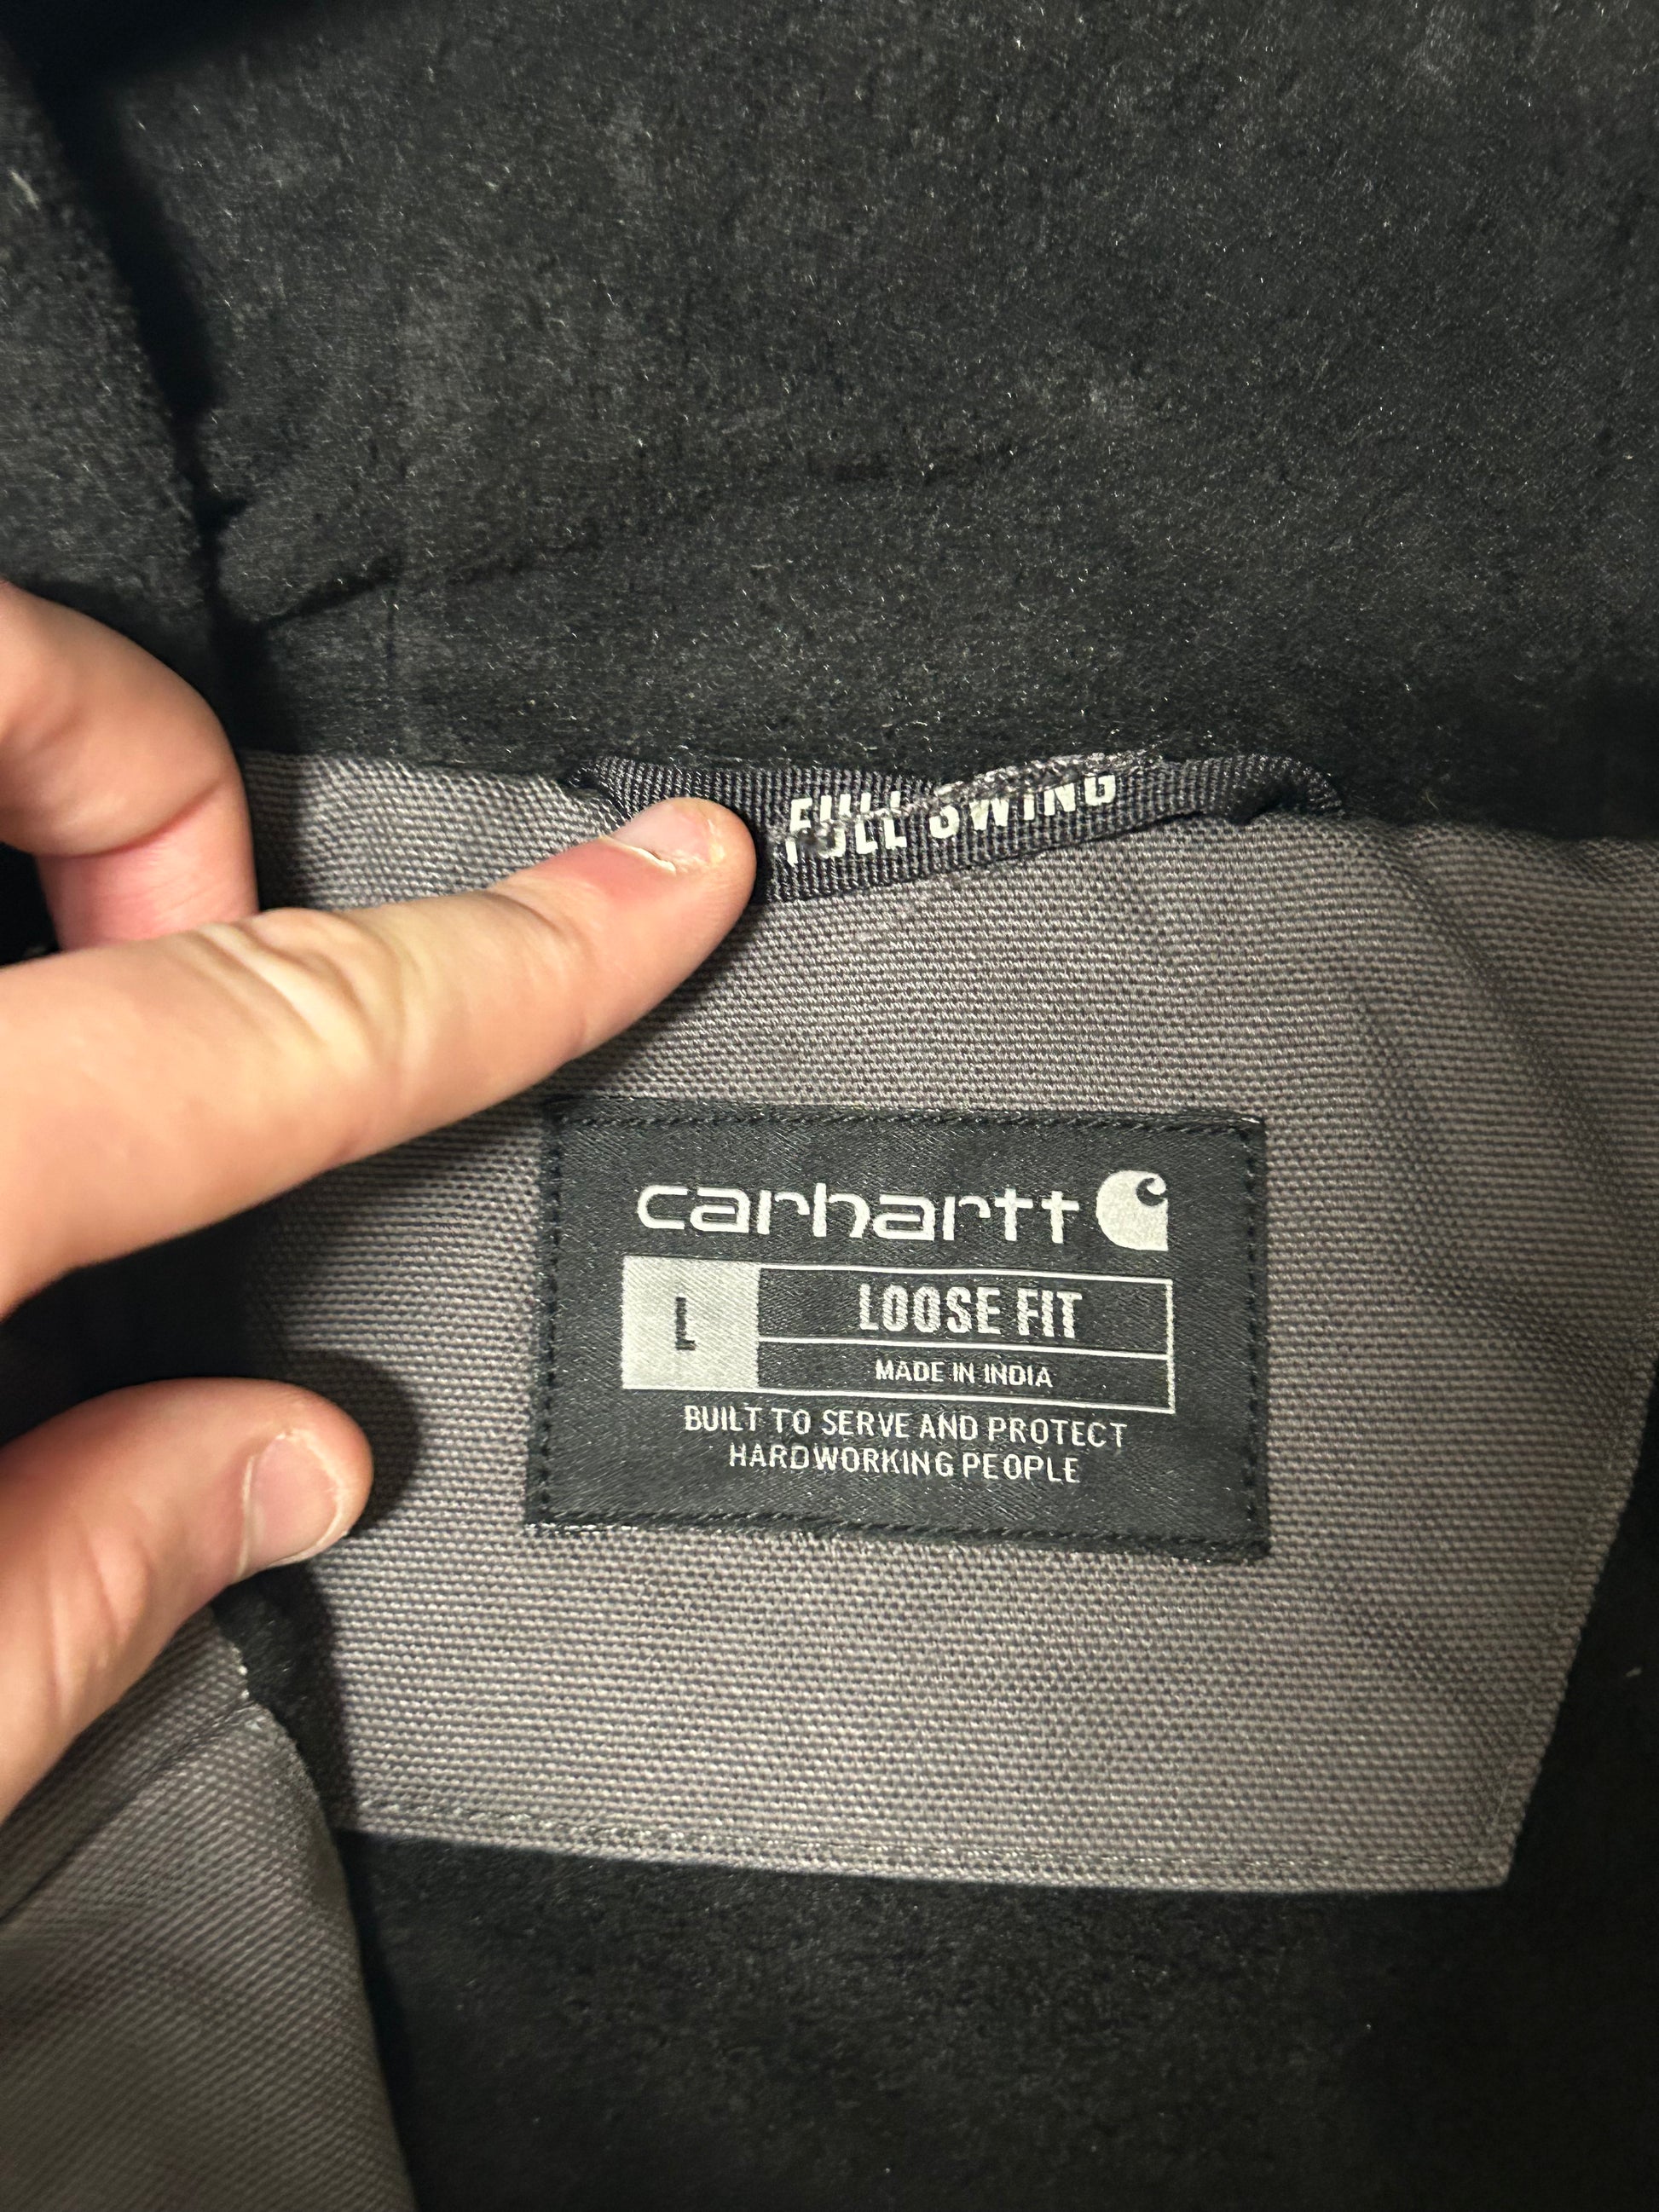 FULL SWING
carhartt
L
LOOSE FIT
MADE IN INDIA
BUILT TO SERVE AND PROTECT
HARDWORKING PEOPLE